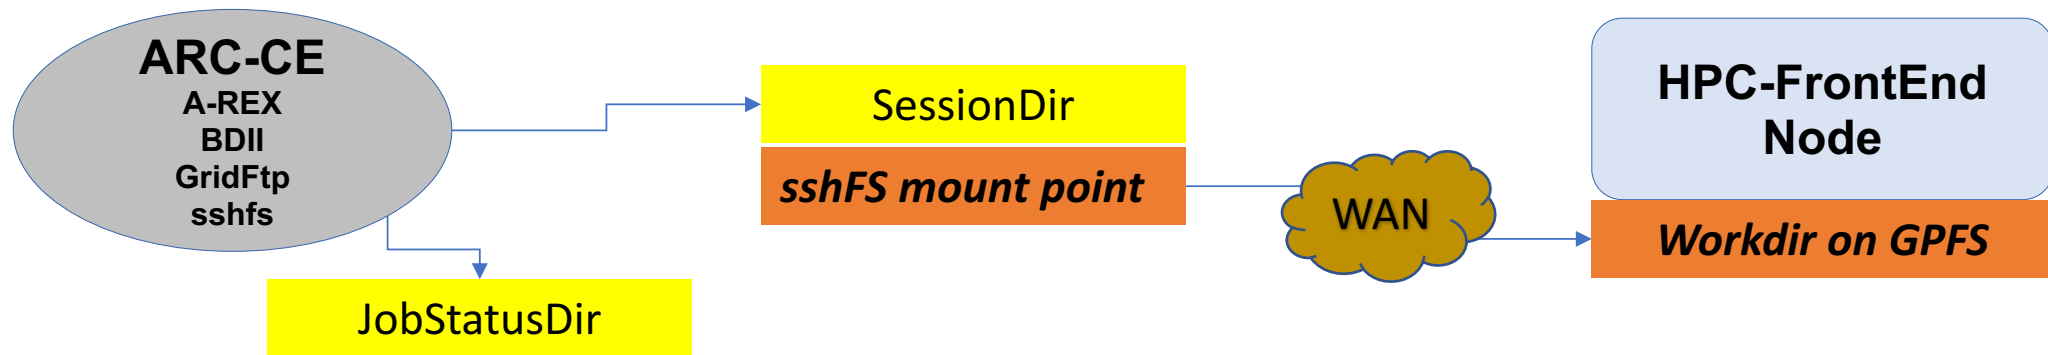 ARC-CE
A-REX
BDII
GridFtp
sshfs
JobStatusDir
SessionDir
sshFS mount point
WAN
HPC-FrontEnd
Node
Workdir on GPFS